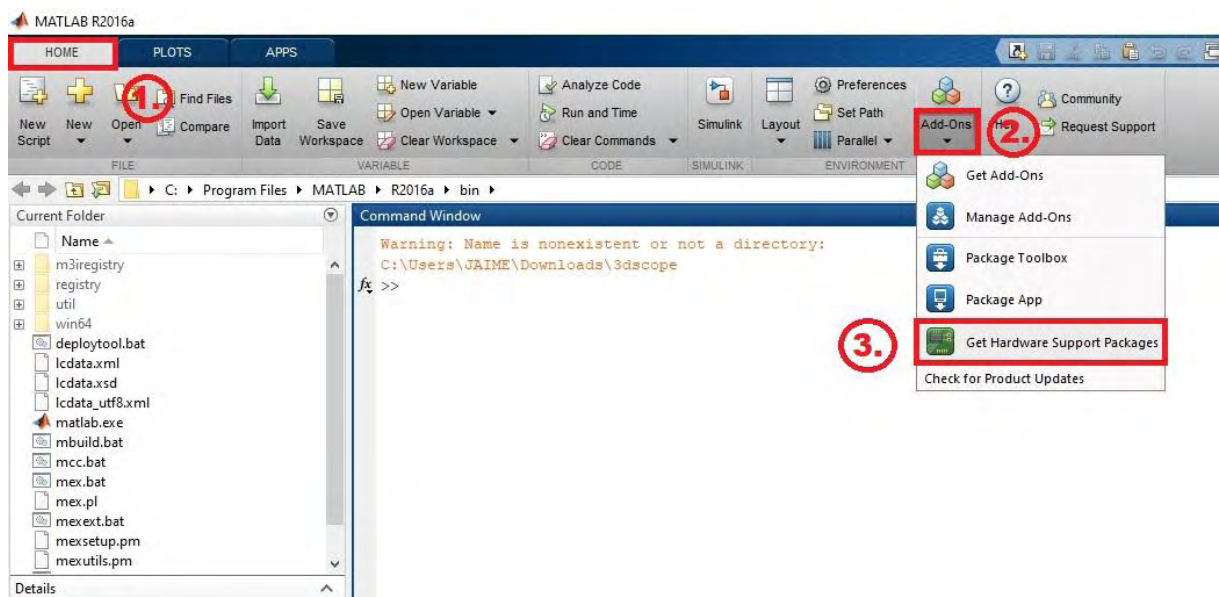 MATLAB R2016a
HOME PLOTS APPS
1.
New Script
New
Open
Find Files
Compare
Import Data
Save Workspace
New Variable
Open Variable
Clear Workspace
Analyze Code
Run and Time
Clear Commands
Simulink
Layout
Preferences
Set Path
Parallel
Add-Ons
2.
Community
Request Support
FILE VARIABLE CODE SIMULINK ENVIRONMENT
C: Program Files MATLAB R2016a bin
Current Folder
Name
m3iregistry
registry
util
win64
deploytool.bat
lcdata.xml
lcdata.xsd
lcdata_utf8.xml
matlab.exe
mbuild.bat
mcc.bat
mex.bat
mex.pl
mexext.bat
mexsetup.pm
mexutils.pm
Details
Command Window
Warning: Name is nonexistent or not a directory:
C:\Users\JAIME\Downloads\3dscope
fx >>
Get Add-Ons
Manage Add-Ons
Package Toolbox
Package App
3.
Get Hardware Support Packages
Check for Product Updates